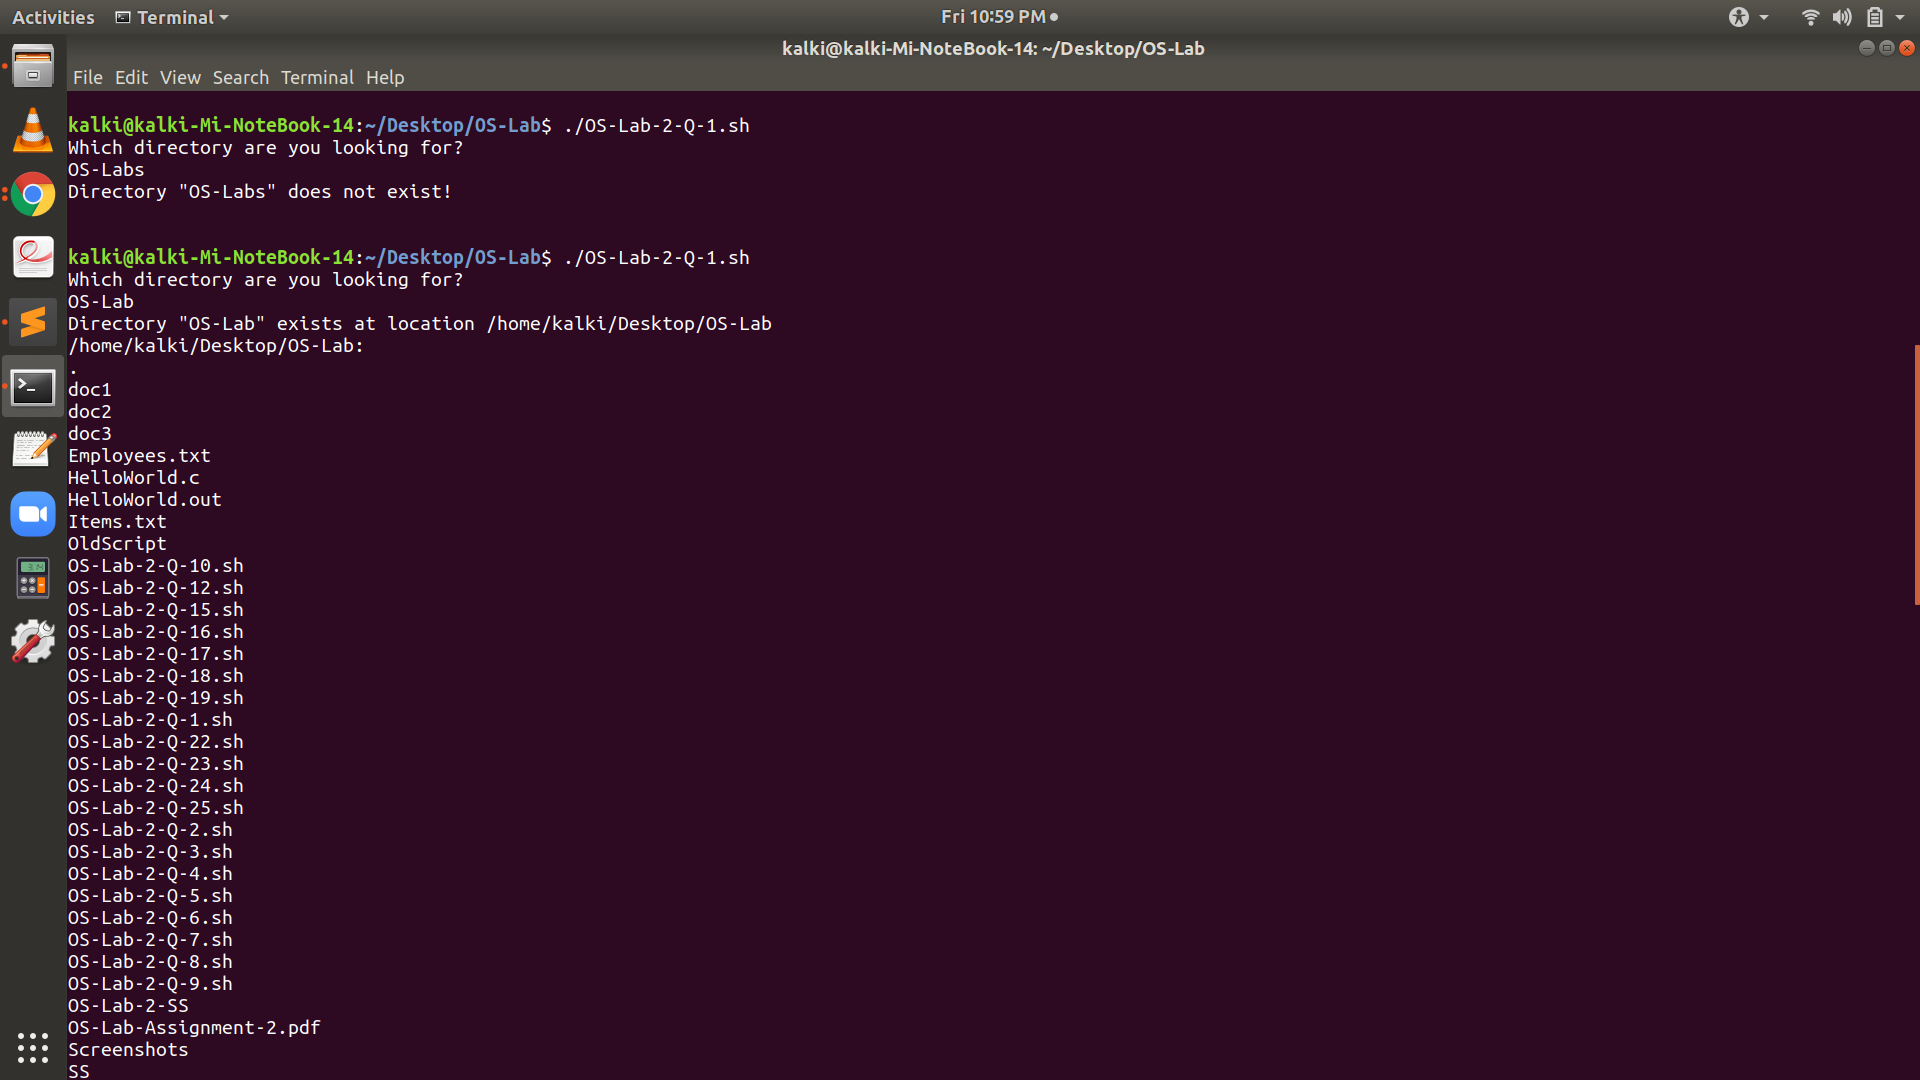 Activities Terminal Fri 10:59 PM
kalki@kalki-Mi-NoteBook-14: ~/Desktop/OS-Lab
File Edit View Search Terminal Help
kalki@kalki-Mi-NoteBook-14:~/Desktop/OS-Lab$ ./OS-Lab-2-Q-1.sh
Which directory are you looking for?
OS-Labs
Directory "OS-Labs" does not exist!
kalki@kalki-Mi-NoteBook-14:~/Desktop/OS-Lab$ ./OS-Lab-2-Q-1.sh
Which directory are you looking for?
OS-Lab
Directory "OS-Lab" exists at location /home/kalki/Desktop/OS-Lab
/home/kalki/Desktop/OS-Lab:
.
doc1
doc2
doc3
Employees.txt
HelloWorld.c
HelloWorld.out
Items.txt
OldScript
OS-Lab-2-Q-10.sh
OS-Lab-2-Q-12.sh
OS-Lab-2-Q-15.sh
OS-Lab-2-Q-16.sh
OS-Lab-2-Q-17.sh
OS-Lab-2-Q-18.sh
OS-Lab-2-Q-19.sh
OS-Lab-2-Q-1.sh
OS-Lab-2-Q-22.sh
OS-Lab-2-Q-23.sh
OS-Lab-2-Q-24.sh
OS-Lab-2-Q-25.sh
OS-Lab-2-Q-2.sh
OS-Lab-2-Q-3.sh
OS-Lab-2-Q-4.sh
OS-Lab-2-Q-5.sh
OS-Lab-2-Q-6.sh
OS-Lab-2-Q-7.sh
OS-Lab-2-Q-8.sh
OS-Lab-2-Q-9.sh
OS-Lab-2-SS
OS-Lab-Assignment-2.pdf
Screenshots
SS